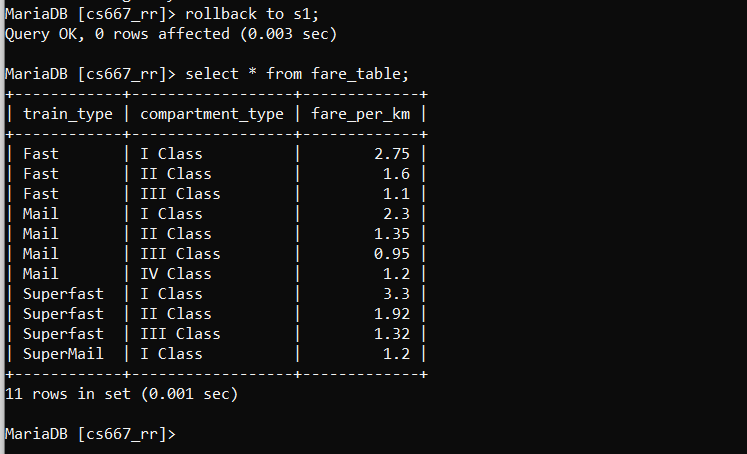 MariaDB [cs667_rr]> rollback to s1;
Query OK, 0 rows affected (0.003 sec)

MariaDB [cs667_rr]> select * from fare_table;
+------------+------------------+-------------+
| train_type | compartment_type | fare_per_km |
+------------+------------------+-------------+
| Fast       | I Class          |        2.75 |
| Fast       | II Class         |         1.6 |
| Fast       | III Class        |         1.1 |
| Mail       | I Class          |         2.3 |
| Mail       | II Class         |        1.35 |
| Mail       | III Class        |        0.95 |
| Mail       | IV Class         |         1.2 |
| Superfast  | I Class          |         3.3 |
| Superfast  | II Class         |        1.92 |
| Superfast  | III Class        |        1.32 |
| SuperMail  | I Class          |         1.2 |
+------------+------------------+-------------+
11 rows in set (0.001 sec)

MariaDB [cs667_rr]>